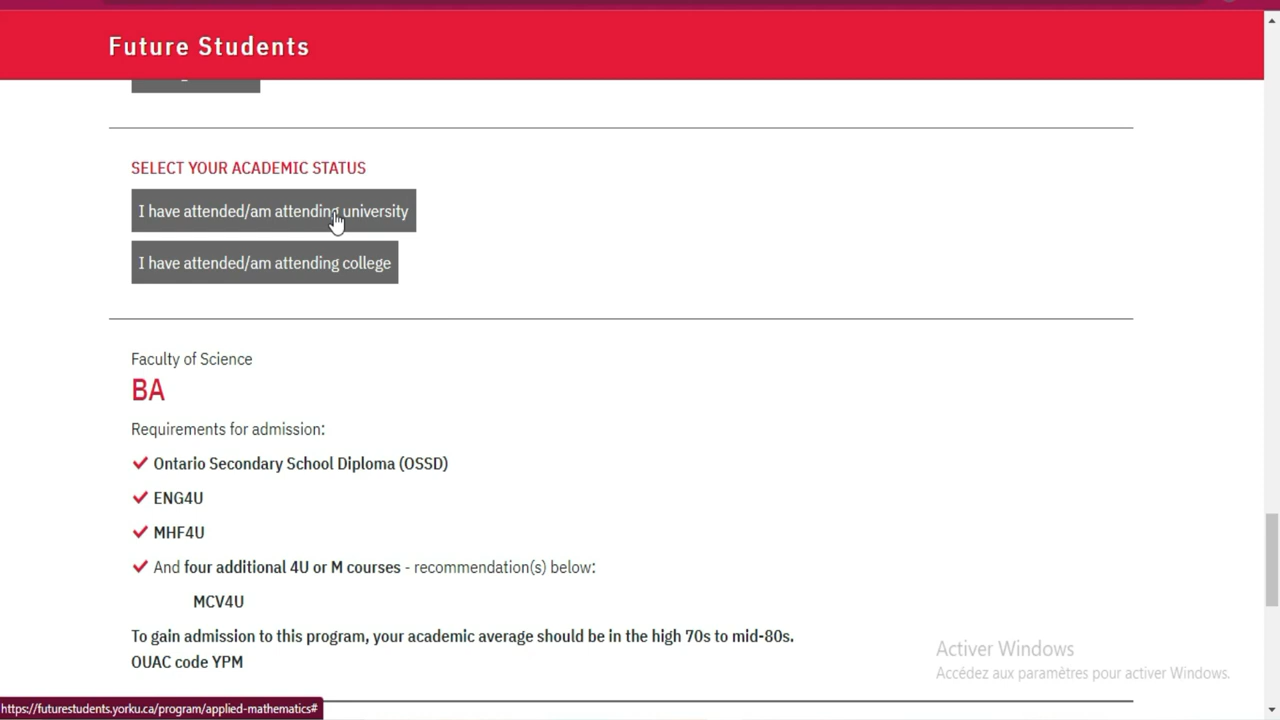 Future Students
SELECT YOUR ACADEMIC STATUS
I have attended/am attending university
I have attended/am attending college
Faculty of Science
BA
Requirements for admission:
Ontario Secondary School Diploma (OSSD)
ENG4U
MHF4U
And four additional 4U or M courses - recommendation(s) below:
MCV4U
To gain admission to this program, your academic average should be in the high 70s to mid-80s.
OUAC code YPM
Activer Windows
Accédez aux paramètres pour activer Windows.
https://futurestudents.yorku.ca/program/applied-mathematics#